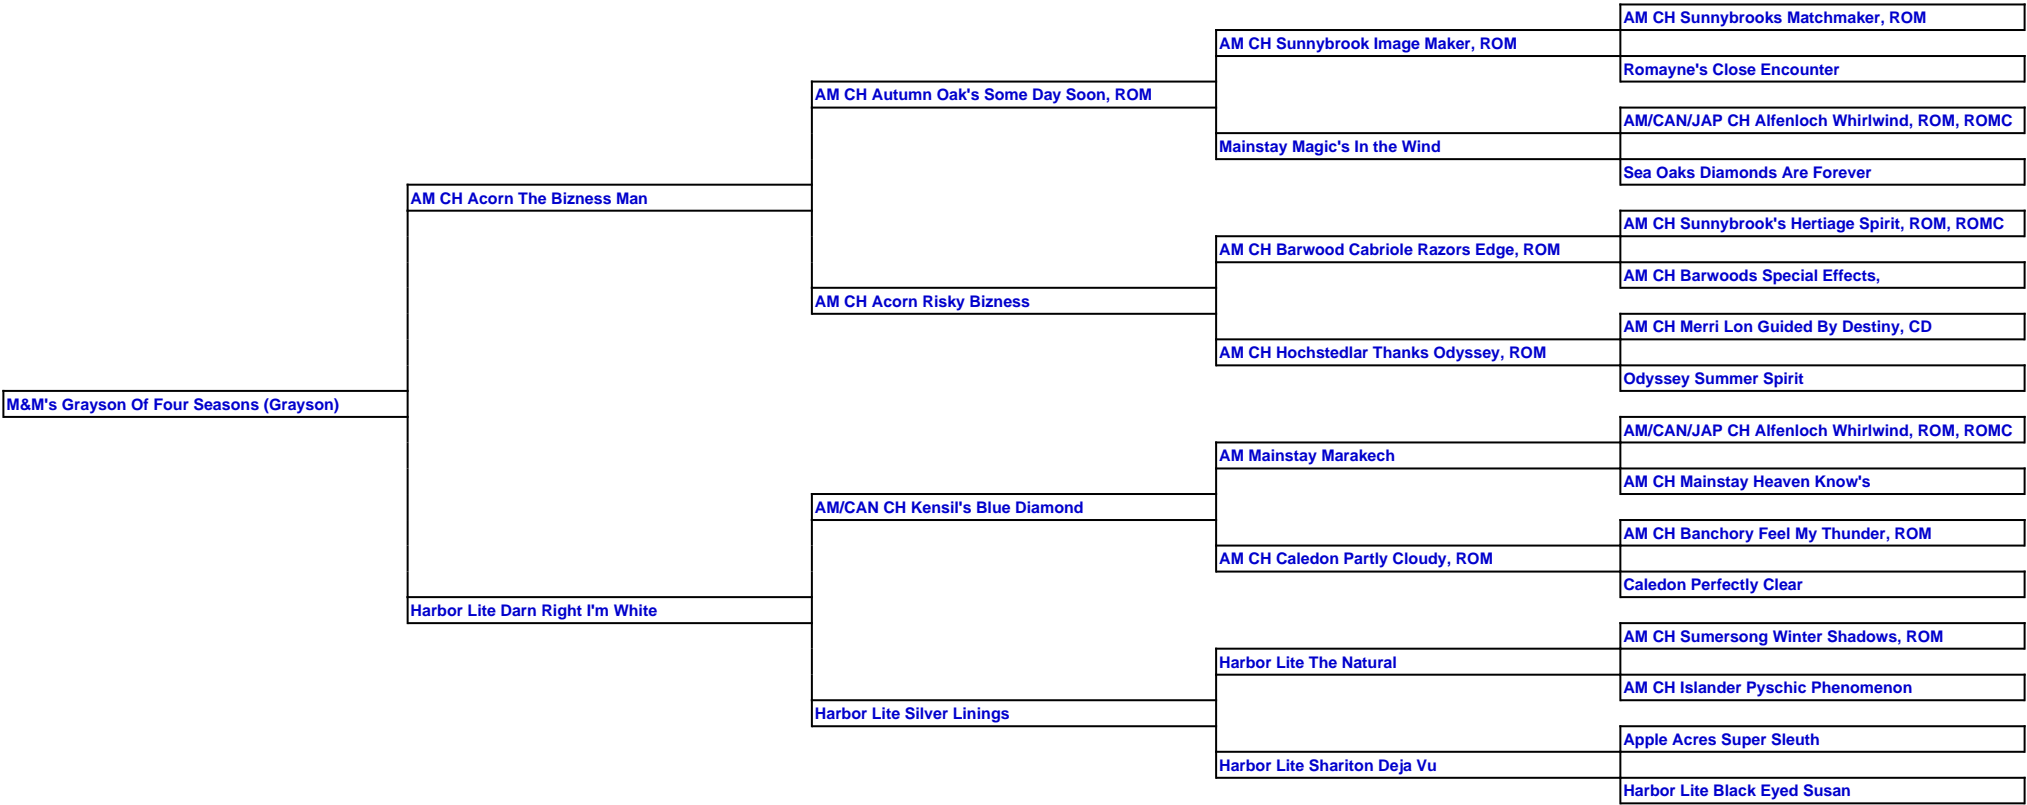 AM CH Sunnybrooks Matchmaker, ROM
AM CH Sunnybrook Image Maker, ROM
Romayne's Close Encounter
AM CH Autumn Oak's Some Day Soon, ROM
AM/CAN/JAP CH Alfenloch Whirlwind, ROM, ROMC
Mainstay Magic's In the Wind
Sea Oaks Diamonds Are Forever
AM CH Acorn The Bizness Man
AM CH Sunnybrook's Hertiage Spirit, ROM, ROMC
AM CH Barwood Cabriole Razors Edge, ROM
AM CH Barwoods Special Effects,
AM CH Acorn Risky Bizness
AM CH Merri Lon Guided By Destiny, CD
AM CH Hochstedlar Thanks Odyssey, ROM
Odyssey Summer Spirit
M&M's Grayson Of Four Seasons (Grayson)
AM/CAN/JAP CH Alfenloch Whirlwind, ROM, ROMC
AM Mainstay Marakech
AM CH Mainstay Heaven Know's
AM/CAN CH Kensil's Blue Diamond
AM CH Banchory Feel My Thunder, ROM
AM CH Caledon Partly Cloudy, ROM
Caledon Perfectly Clear
Harbor Lite Darn Right I'm White
AM CH Sumersong Winter Shadows, ROM
Harbor Lite The Natural
AM CH Islander Pyschic Phenomenon
Harbor Lite Silver Linings
Apple Acres Super Sleuth
Harbor Lite Shariton Deja Vu
Harbor Lite Black Eyed Susan